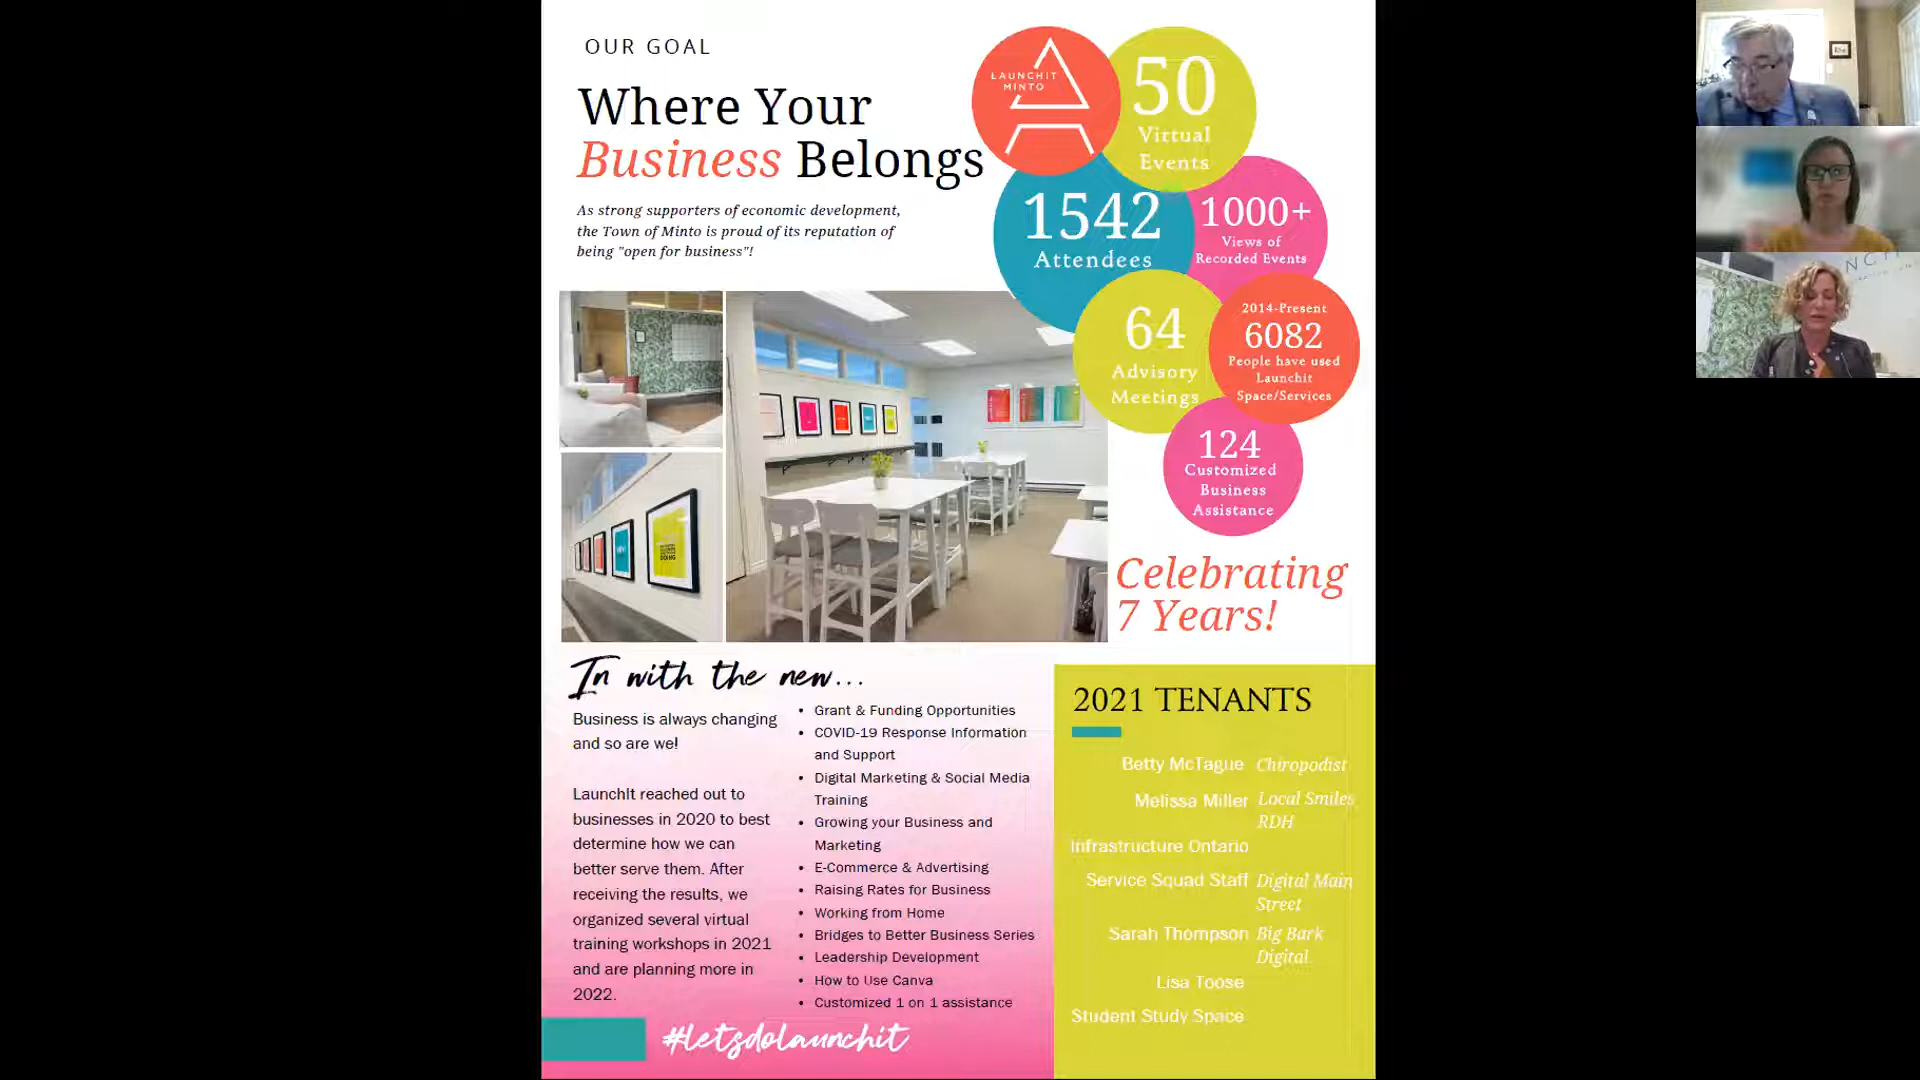 OUR GOAL
Where Your
Business Belongs
As strong supporters of economic development,
the Town of Minto is proud of its reputation of
being "open for business"!
LAUNCHIT
MINTO
50
Virtual
Events
1542
Attendees
1000+
Views of
Recorded Events
64
Advisory
Meetings
2014-Present
6082
People have used
Launchit
Space/Services
124
Customized
Business
Assistance
Celebrating
7 Years!
In with the new...
Business is always changing
and so are we!
LaunchIt reached out to
businesses in 2020 to best
determine how we can
better serve them. After
receiving the results, we
organized several virtual
training workshops in 2021
and are planning more in
2022.
• Grant & Funding Opportunities
• COVID-19 Response Information
and Support
• Digital Marketing & Social Media
Training
• Growing your Business and
Marketing
• E-Commerce & Advertising
• Raising Rates for Business
• Working from Home
• Bridges to Better Business Series
• Leadership Development
• How to Use Canva
• Customized 1 on 1 assistance
#letsdolaunchit
2021 TENANTS
Betty McTague Chiropodist
Melissa Miller Local Smiles
RDH
Infrastructure Ontario
Service Squad Staff Digital Main
Street
Sarah Thompson Big Bark
Digital
Lisa Toose
Student Study Space
DOING
NCH